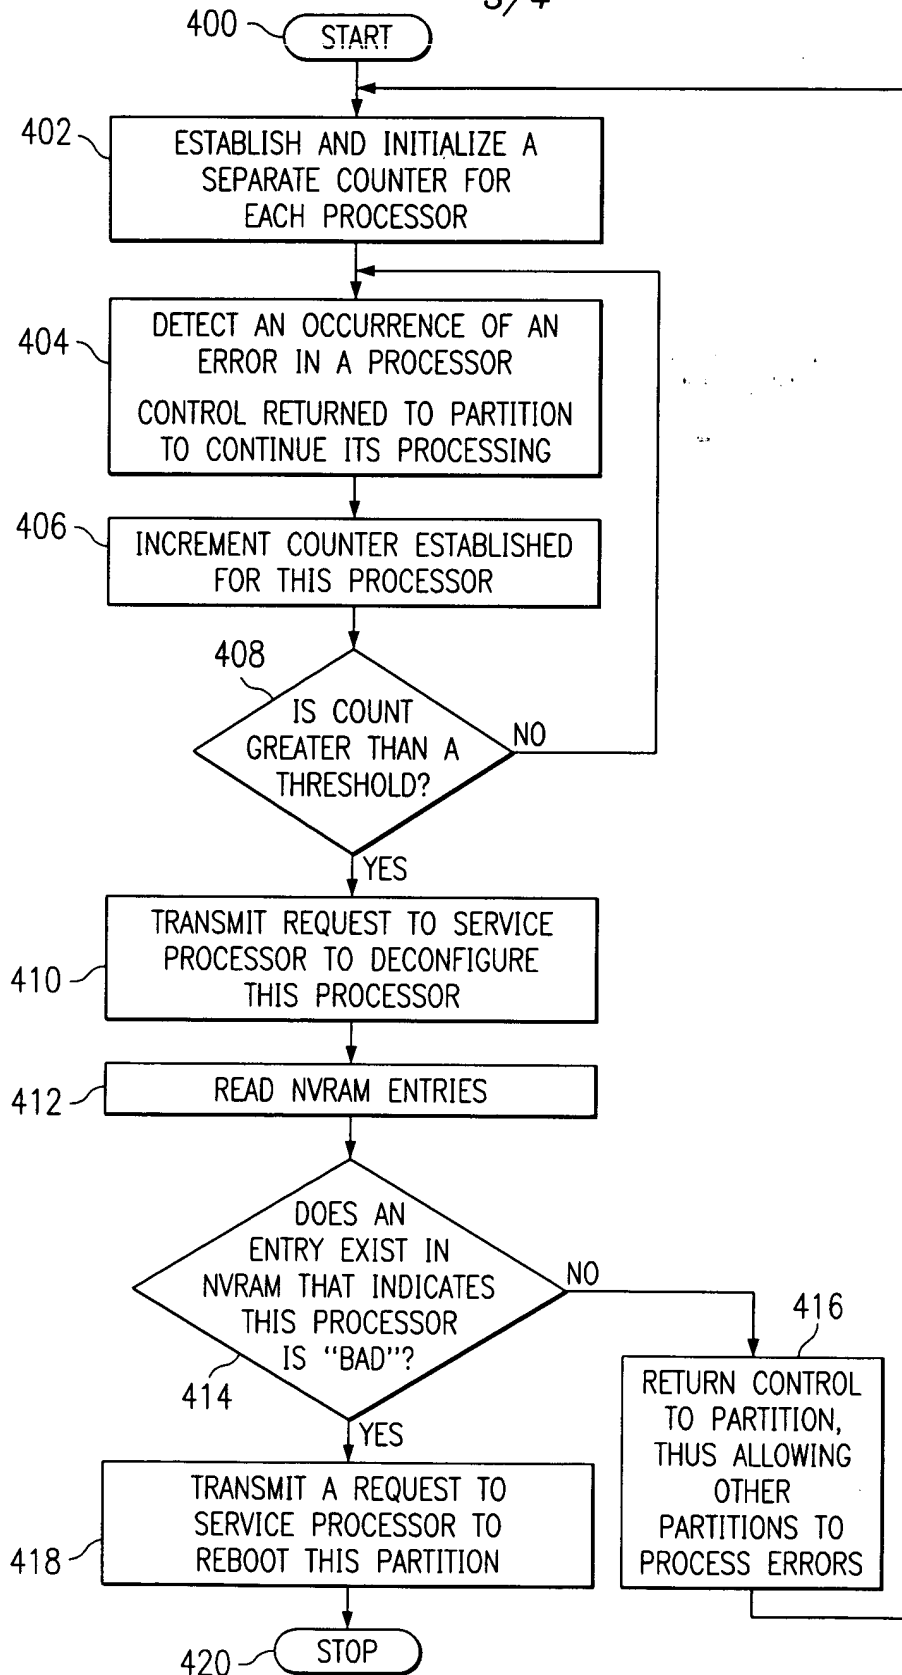 3/4
400
START
402
ESTABLISH AND INITIALIZE A
SEPARATE COUNTER FOR
EACH PROCESSOR
404
DETECT AN OCCURRENCE OF AN
ERROR IN A PROCESSOR
CONTROL RETURNED TO PARTITION
TO CONTINUE ITS PROCESSING
406
INCREMENT COUNTER ESTABLISHED
FOR THIS PROCESSOR
408
IS COUNT
GREATER THAN A
THRESHOLD?
NO
YES
410
TRANSMIT REQUEST TO SERVICE
PROCESSOR TO DECONFIGURE
THIS PROCESSOR
412
READ NVRAM ENTRIES
DOES AN
ENTRY EXIST IN
NVRAM THAT INDICATES
THIS PROCESSOR
IS "BAD"?
414
NO
YES
416
RETURN CONTROL
TO PARTITION,
THUS ALLOWING
OTHER
PARTITIONS TO
PROCESS ERRORS
418
TRANSMIT A REQUEST TO
SERVICE PROCESSOR TO
REBOOT THIS PARTITION
420
STOP